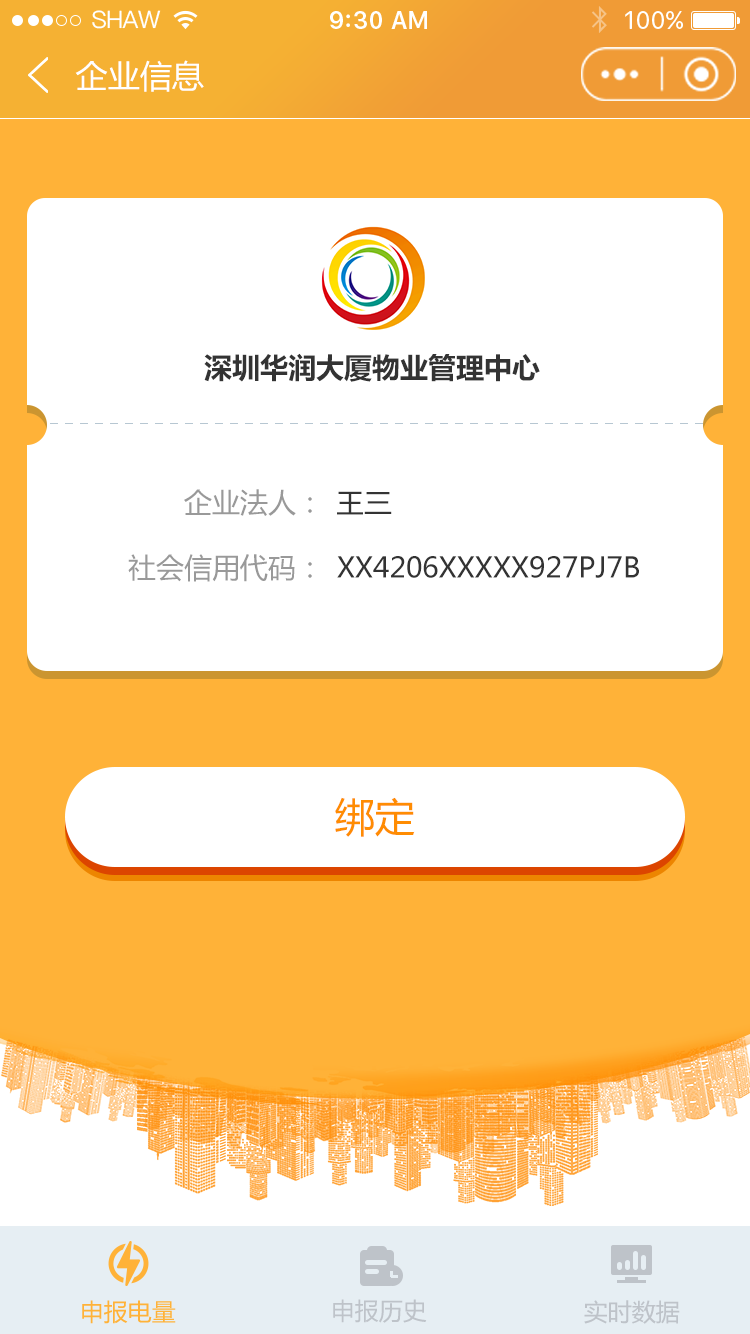 SHAW 9:30 AM 100%
企业信息
深圳华润大厦物业管理中心
企业法人： 王三
社会信用代码： XX4206XXXXX927PJ7B
绑定
申报电量 申报历史 实时数据